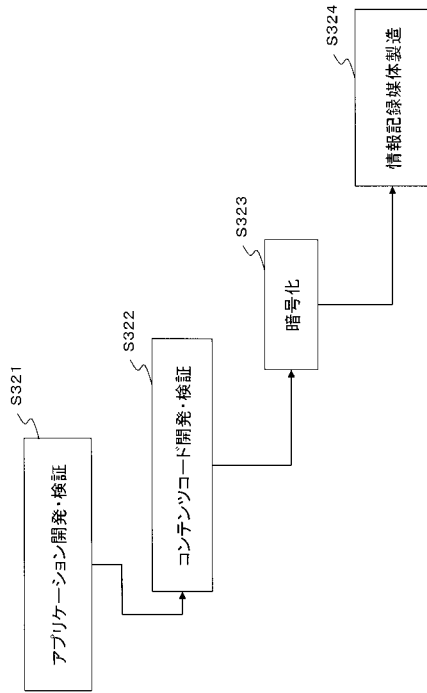 S321
アプリケーション開発・検証
S322
コンテンツコード開発・検証
S323
暗号化
S324
情報記録媒体製造